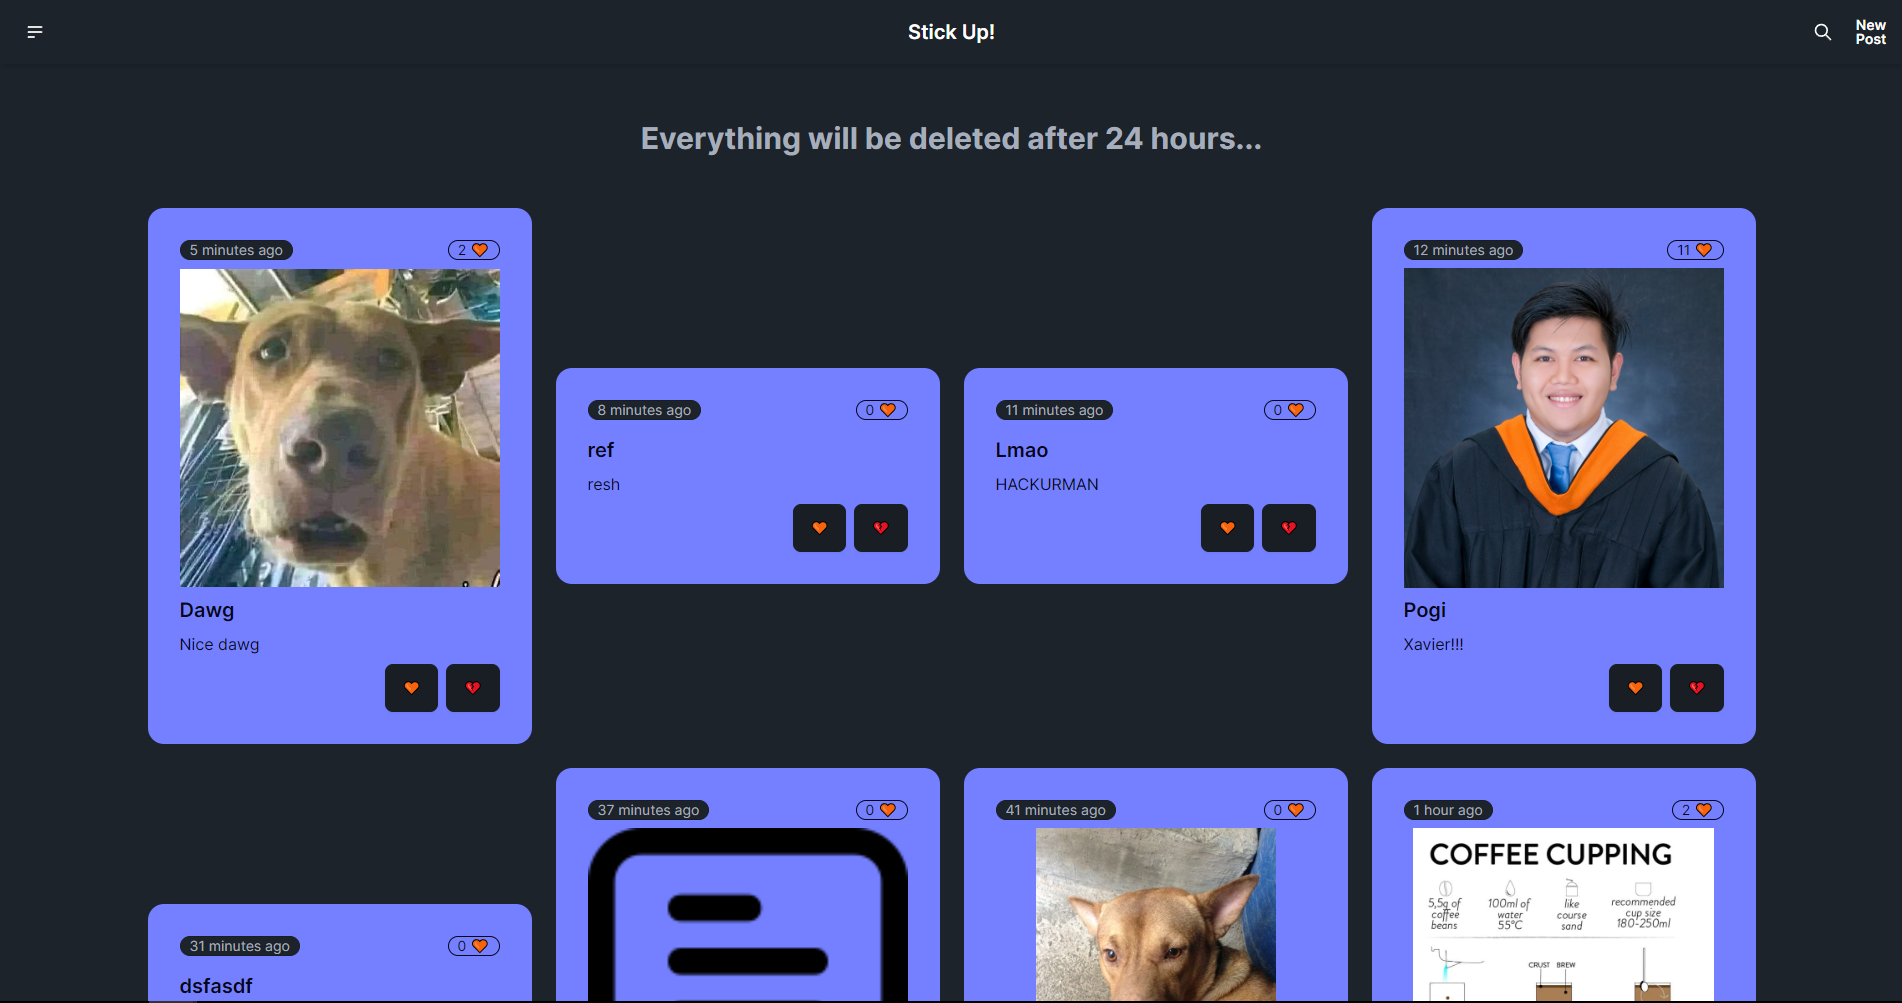 Stick Up!
New
Post
Everything will be deleted after 24 hours...
5 minutes ago
2
Dawg
Nice dawg
8 minutes ago
0
ref
resh
11 minutes ago
0
Lmao
HACKURMAN
12 minutes ago
11
Pogi
Xavier!!!
31 minutes ago
0
dsfasdf
37 minutes ago
0
41 minutes ago
0
1 hour ago
2
COFFEE CUPPING
5,5g of
coffee
beans
100ml of
water
55°C
like
course
sand
recommended
cup size
180-250ml
CRUST BREW